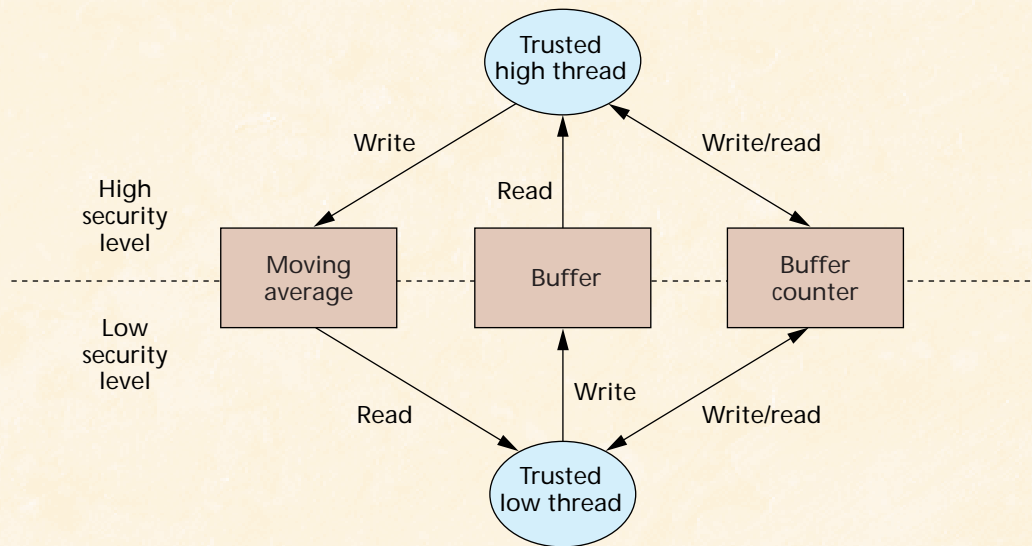 Trusted
high thread
Write
Write/read
Read
High
security
level
Moving
average
Buffer
Buffer
counter
Low
security
level
Write
Read
Write/read
Trusted
low thread